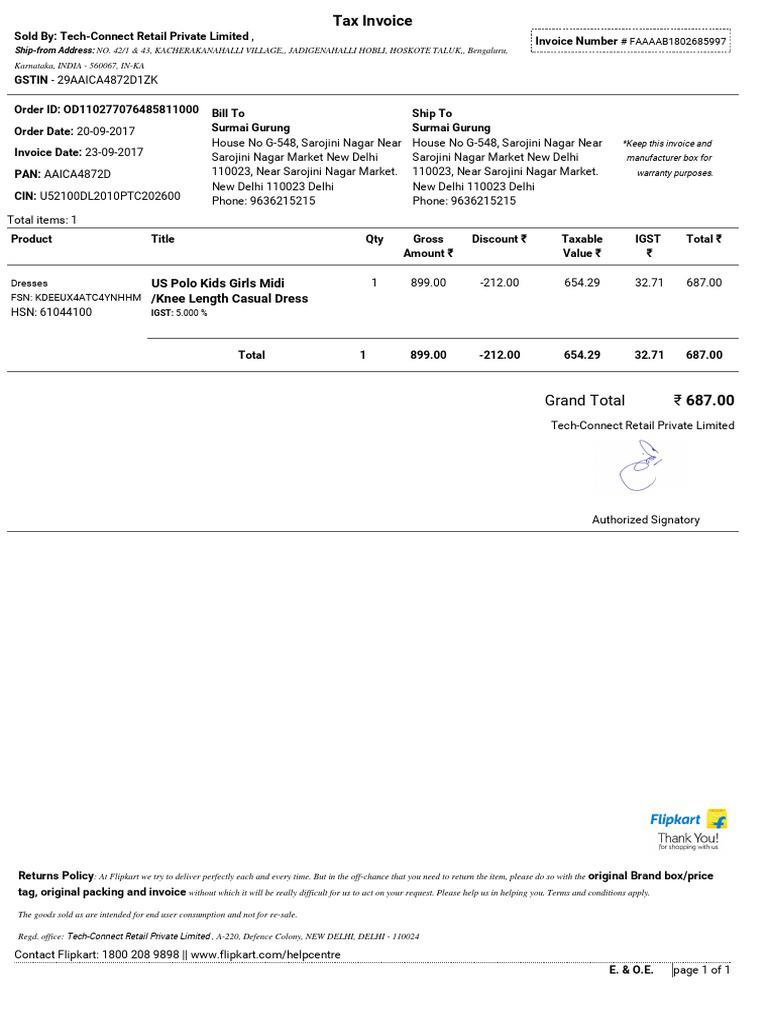 Tax Invoice
Sold By: Tech-Connect Retail Private Limited ,
Invoice Number # FAAAAB1802685997
Ship-from Address: NO. 42/1 & 43, KACHERAKANAHALLI VILLAGE,, JADIGENAHALLI HOBLI, HOSKOTE TALUK,, Bengaluru,
Karnataka, INDIA - 560067, IN-KA
GSTIN - 29AAICA4872D1ZK
Order ID: OD110277076485811000
Order Date: 20-09-2017
Invoice Date: 23-09-2017
PAN: AAICA4872D
CIN: U52100DL2010PTC202600
Bill To
Surmai Gurung
House No G-548, Sarojini Nagar Near
Sarojini Nagar Market New Delhi
110023, Near Sarojini Nagar Market.
New Delhi 110023 Delhi
Phone: 9636215215
Ship To
Surmai Gurung
House No G-548, Sarojini Nagar Near
Sarojini Nagar Market New Delhi
110023, Near Sarojini Nagar Market.
New Delhi 110023 Delhi
Phone: 9636215215
*Keep this invoice and
manufacturer box for
warranty purposes.
Total items: 1
Product Title Qty Gross Amount ₹ Discount ₹ Taxable Value ₹ IGST ₹ Total ₹
Dresses
FSN: KDEEUX4ATC4YNHHM
HSN: 61044100
US Polo Kids Girls Midi
/Knee Length Casual Dress
IGST: 5.000 %
1 899.00 -212.00 654.29 32.71 687.00
Total 1 899.00 -212.00 654.29 32.71 687.00
Grand Total ₹ 687.00
Tech-Connect Retail Private Limited
Authorized Signatory
Flipkart
Thank You!
for shopping with us
Returns Policy: At Flipkart we try to deliver perfectly each and every time. But in the off-chance that you need to return the item, please do so with the original Brand box/price
tag, original packing and invoice without which it will be really difficult for us to act on your request. Please help us in helping you. Terms and conditions apply.
The goods sold as are intended for end user consumption and not for re-sale.
Regd. office: Tech-Connect Retail Private Limited , A-220, Defence Colony, NEW DELHI, DELHI - 110024
Contact Flipkart: 1800 208 9898 || www.flipkart.com/helpcentre
E. & O.E. page 1 of 1